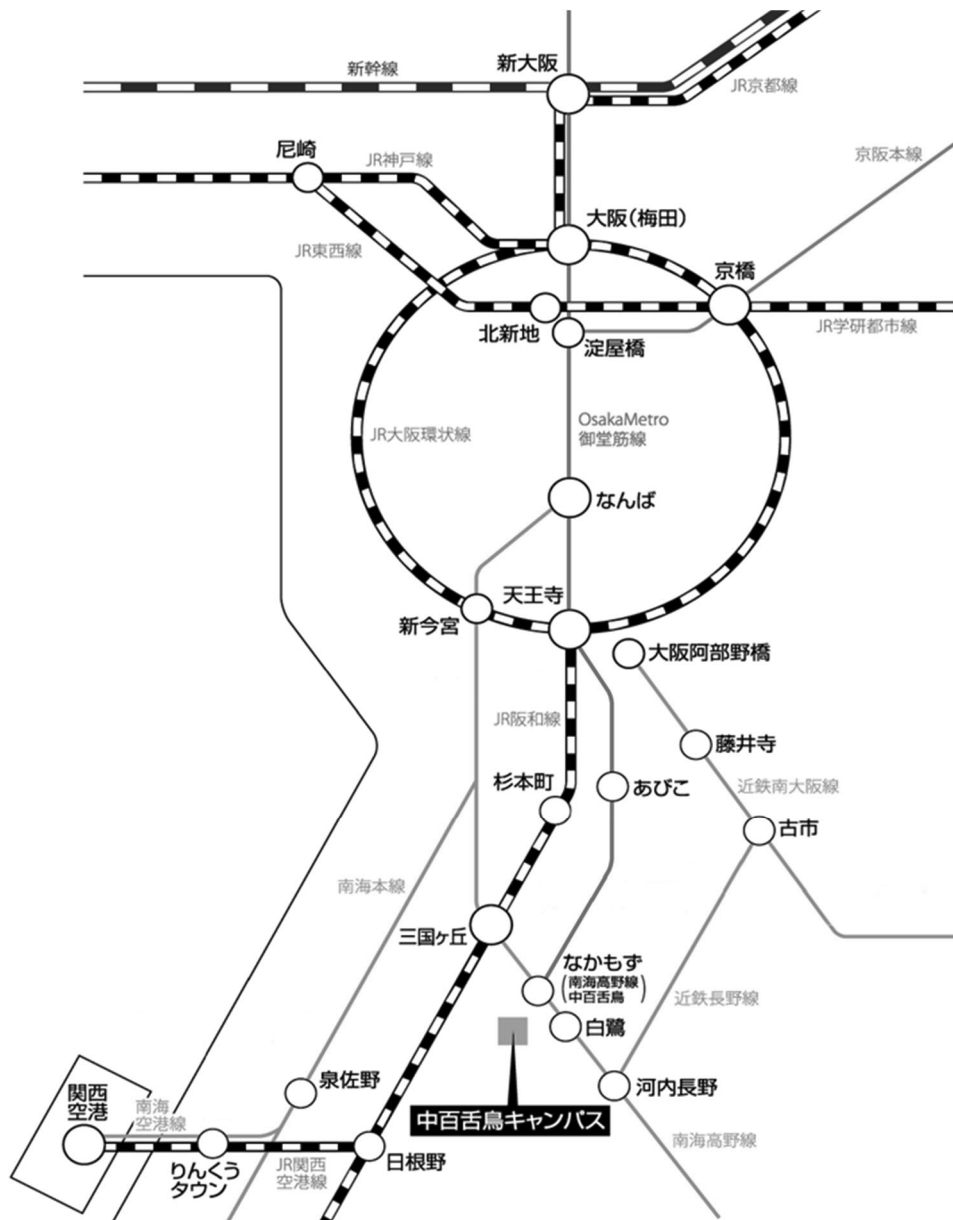 新大阪
新幹線
JR京都線
尼崎
JR神戸線
京阪本線
大阪（梅田）
JR東西線
京橋
北新地
淀屋橋
JR学研都市線
OsakaMetro
御堂筋線
JR大阪環状線
なんば
天王寺
新今宮
大阪阿部野橋
JR阪和線
藤井寺
杉本町
あびこ
近鉄南大阪線
古市
南海本線
三国ヶ丘
なかもず
（南海高野線
中百舌鳥）
近鉄長野線
白鷺
泉佐野
河内長野
関西
空港
南海
空港線
中百舌鳥キャンパス
南海高野線
りんくう
タウン
JR関西
空港線
日根野